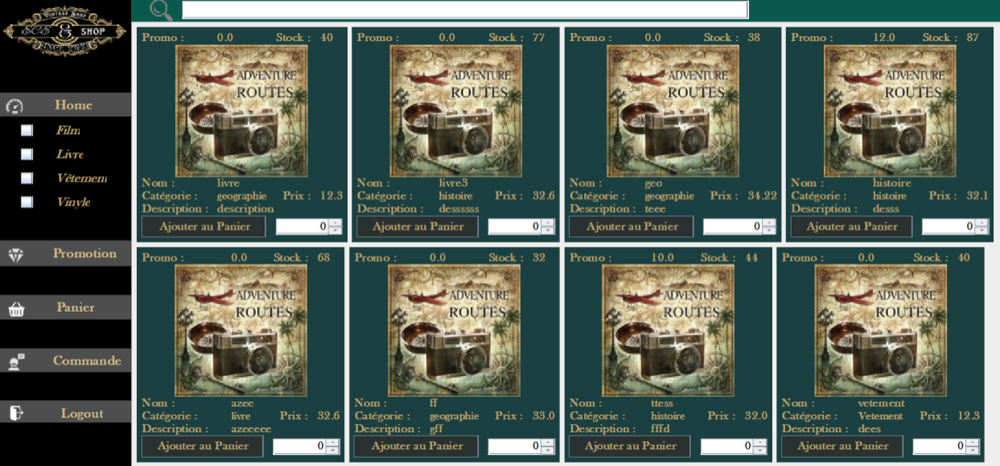 VINTAGE SHOP
ECE & SHOP
SINCE 202
Home
Film
Livre
Vêtement
Vinyle
Promotion
Panier
Commande
Logout
Promo : 0.0 Stock : 40
ADVENTURE
ROUTES
Nom : livre
Catégorie : geographie Prix : 12.3
Description : description
Ajouter au Panier 0
Promo : 0.0 Stock : 77
ADVENTURE
ROUTES
Nom : livre3
Catégorie : histoire Prix : 32.6
Description : dessssss
Ajouter au Panier 0
Promo : 0.0 Stock : 38
ADVENTURE
ROUTES
Nom : geo
Catégorie : geographie Prix : 34.22
Description : teee
Ajouter au Panier 0
Promo : 12.0 Stock : 87
ADVENTURE
ROUTES
Nom : histoire
Catégorie : histoire Prix : 32.1
Description : desss
Ajouter au Panier 0
Promo : 0.0 Stock : 68
ADVENTURE
ROUTES
Nom : azee
Catégorie : livre Prix : 32.6
Description : azeeeeee
Ajouter au Panier 0
Promo : 0.0 Stock : 32
ADVENTURE
ROUTES
Nom : ff
Catégorie : geographie Prix : 33.0
Description : gff
Ajouter au Panier 0
Promo : 10.0 Stock : 44
ADVENTURE
ROUTES
Nom : ttess
Catégorie : histoire Prix : 32.0
Description : fffd
Ajouter au Panier 0
Promo : 0.0 Stock : 40
ADVENTURE
ROUTES
Nom : vetement
Catégorie : Vetement Prix : 12.3
Description : dees
Ajouter au Panier 0